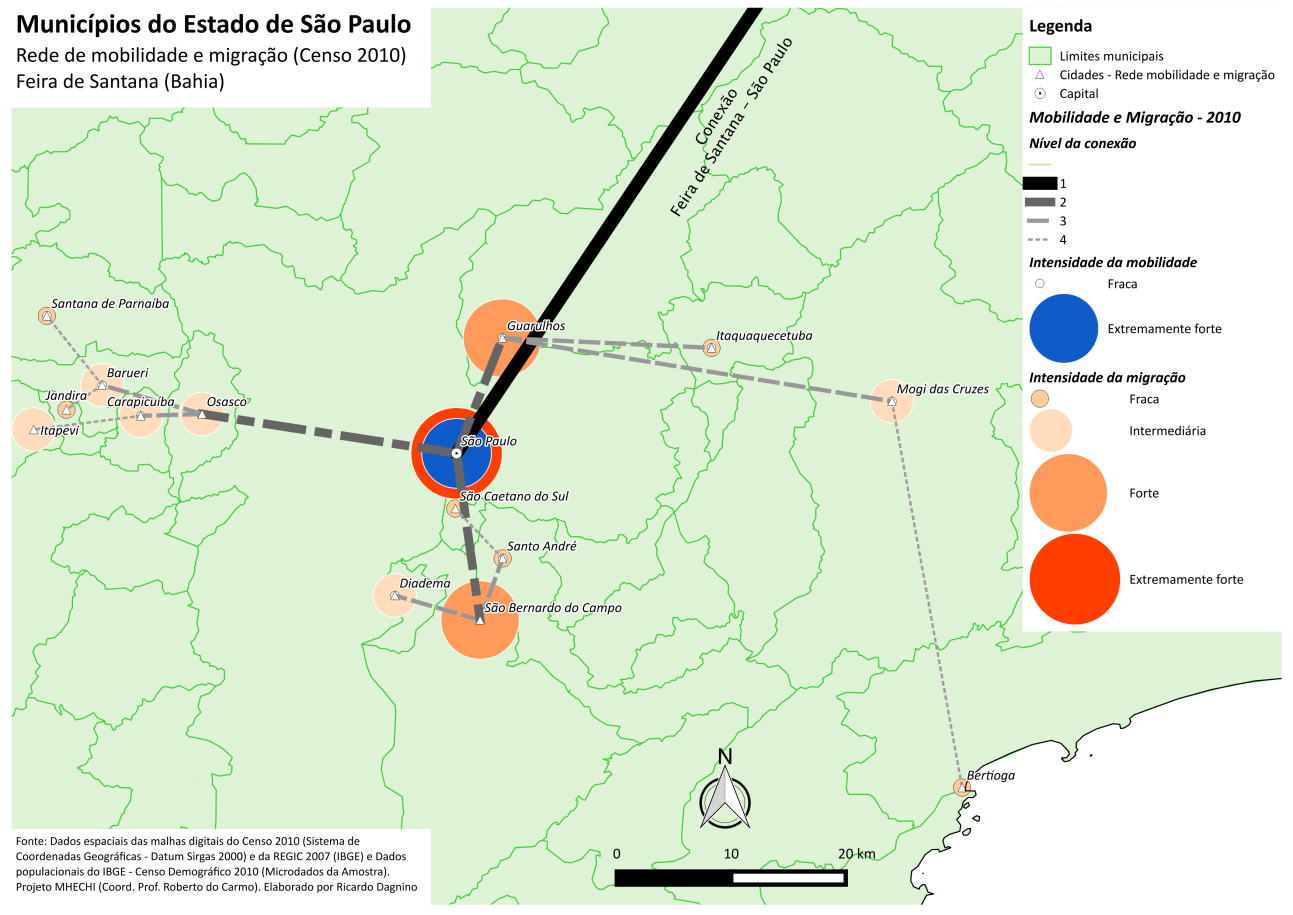 Municípios do Estado de São Paulo
Rede de mobilidade e migração (Censo 2010)
Feira de Santana (Bahia)
Conexão
Feira de Santana – São Paulo
Legenda
Limites municipais
Cidades - Rede mobilidade e migração
Capital
Mobilidade e Migração - 2010
Nível da conexão
1
2
3
4
Intensidade da mobilidade
Fraca
Extremamente forte
Intensidade da migração
Fraca
Intermediária
Forte
Extremamente forte
Santana de Parnaíba
Guarulhos
Itaquaquecetuba
Barueri
Mogi das Cruzes
Jandira
Carapicuíba
Osasco
Itapevi
São Paulo
São Caetano do Sul
Santo André
Diadema
São Bernardo do Campo
Bertioga
N
0 10 20 km
Fonte: Dados espaciais das malhas digitais do Censo 2010 (Sistema de
Coordenadas Geográficas - Datum Sirgas 2000) e da REGIC 2007 (IBGE) e Dados
populacionais do IBGE - Censo Demográfico 2010 (Microdados da Amostra).
Projeto MHECHI (Coord. Prof. Roberto do Carmo). Elaborado por Ricardo Dagnino